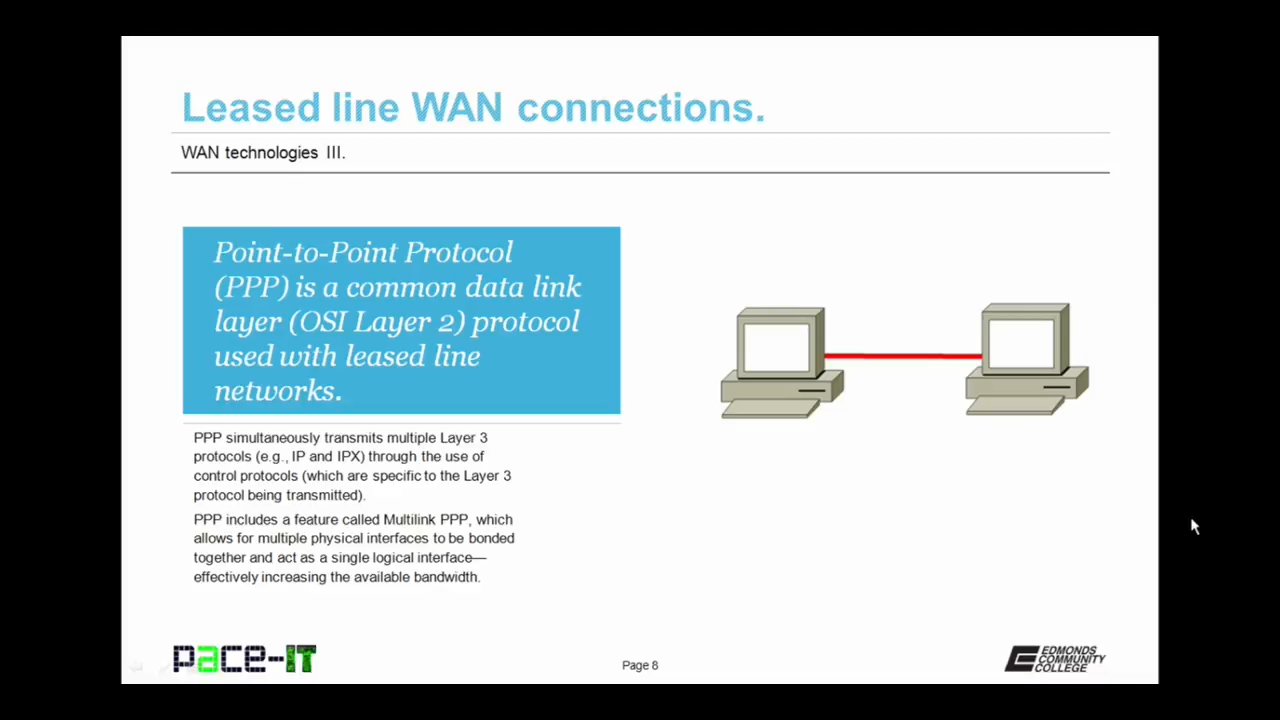 Leased line WAN connections.
WAN technologies III.
Point-to-Point Protocol
(PPP) is a common data link
layer (OSI Layer 2) protocol
used with leased line
networks.
PPP simultaneously transmits multiple Layer 3
protocols (e.g., IP and IPX) through the use of
control protocols (which are specific to the Layer 3
protocol being transmitted).
PPP includes a feature called Multilink PPP, which
allows for multiple physical interfaces to be bonded
together and act as a single logical interface—
effectively increasing the available bandwidth.
pace-IT
Page 8
EDMONDS
COMMUNITY
COLLEGE